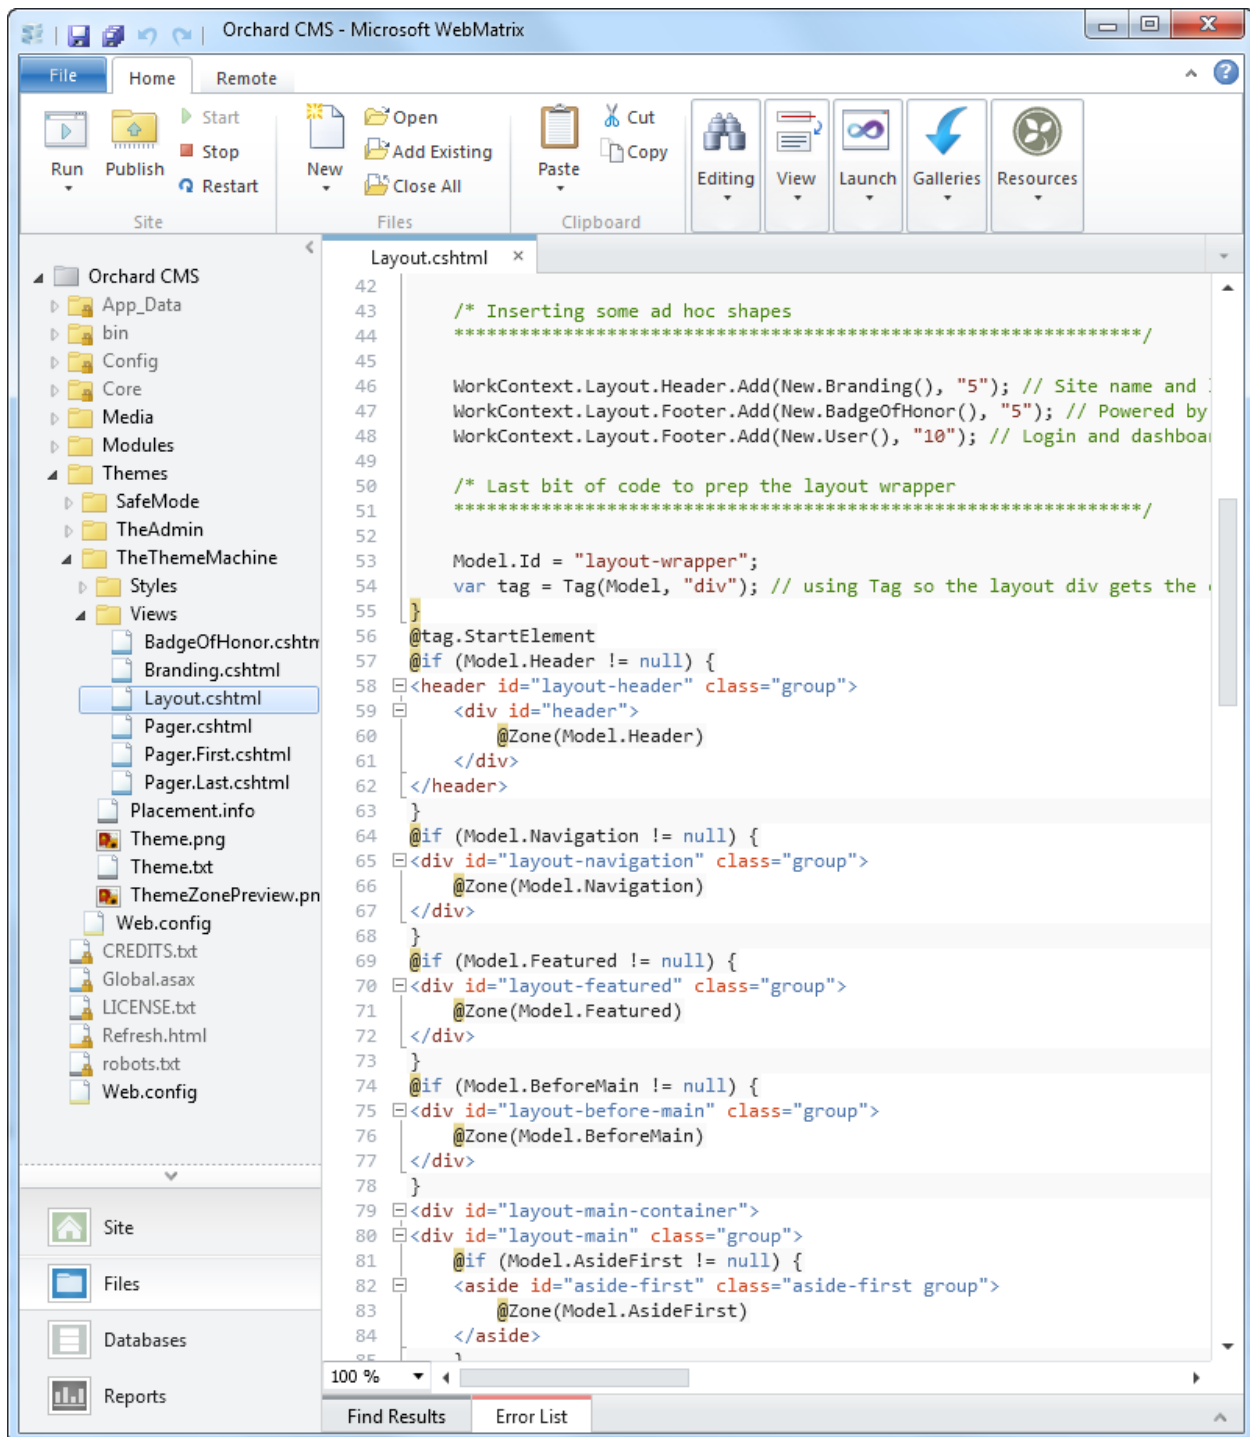 Orchard CMS - Microsoft WebMatrix
File Home Remote
Run
Publish
Start
Stop
Restart
Site
New
Open
Add Existing
Close All
Files
Paste
Cut
Copy
Clipboard
Editing
View
Launch
Galleries
Resources
Orchard CMS
App_Data
bin
Config
Core
Media
Modules
Themes
SafeMode
TheAdmin
TheThemeMachine
Styles
Views
BadgeOfHonor.cshtm
Branding.cshtml
Layout.cshtml
Pager.cshtml
Pager.First.cshtml
Pager.Last.cshtml
Placement.info
Theme.png
Theme.txt
ThemeZonePreview.pn
Web.config
CREDITS.txt
Global.asax
LICENSE.txt
Refresh.html
robots.txt
Web.config
Site
Files
Databases
Reports
Layout.cshtml ×
42
43 /* Inserting some ad hoc shapes
44 ***************************************************************/
45
46 WorkContext.Layout.Header.Add(New.Branding(), "5"); // Site name and
47 WorkContext.Layout.Footer.Add(New.BadgeOfHonor(), "5"); // Powered by
48 WorkContext.Layout.Footer.Add(New.User(), "10"); // Login and dashboa
49
50 /* Last bit of code to prep the layout wrapper
51 ***************************************************************/
52
53 Model.Id = "layout-wrapper";
54 var tag = Tag(Model, "div"); // using Tag so the layout div gets the
55 }
56 @tag.StartElement
57 @if (Model.Header != null) {
58 <header id="layout-header" class="group">
59 <div id="header">
60 @Zone(Model.Header)
61 </div>
62 </header>
63 }
64 @if (Model.Navigation != null) {
65 <div id="layout-navigation" class="group">
66 @Zone(Model.Navigation)
67 </div>
68 }
69 @if (Model.Featured != null) {
70 <div id="layout-featured" class="group">
71 @Zone(Model.Featured)
72 </div>
73 }
74 @if (Model.BeforeMain != null) {
75 <div id="layout-before-main" class="group">
76 @Zone(Model.BeforeMain)
77 </div>
78 }
79 <div id="layout-main-container">
80 <div id="layout-main" class="group">
81 @if (Model.AsideFirst != null) {
82 <aside id="aside-first" class="aside-first group">
83 @Zone(Model.AsideFirst)
84 </aside>
100 %
Find Results Error List